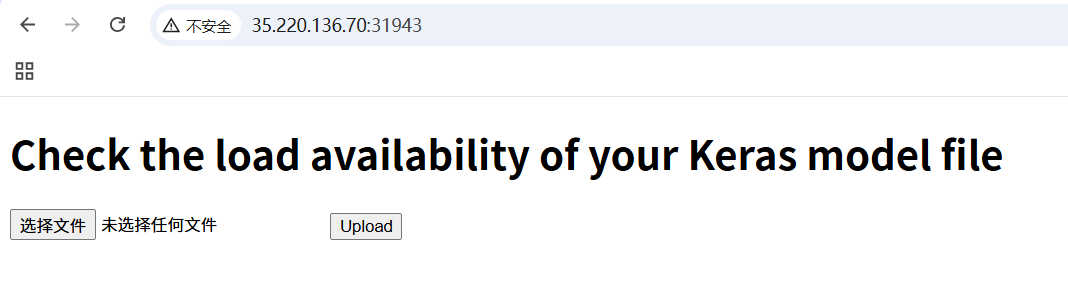 不安全 35.220.136.70:31943
Check the load availability of your Keras model file
选择文件 未选择任何文件 Upload